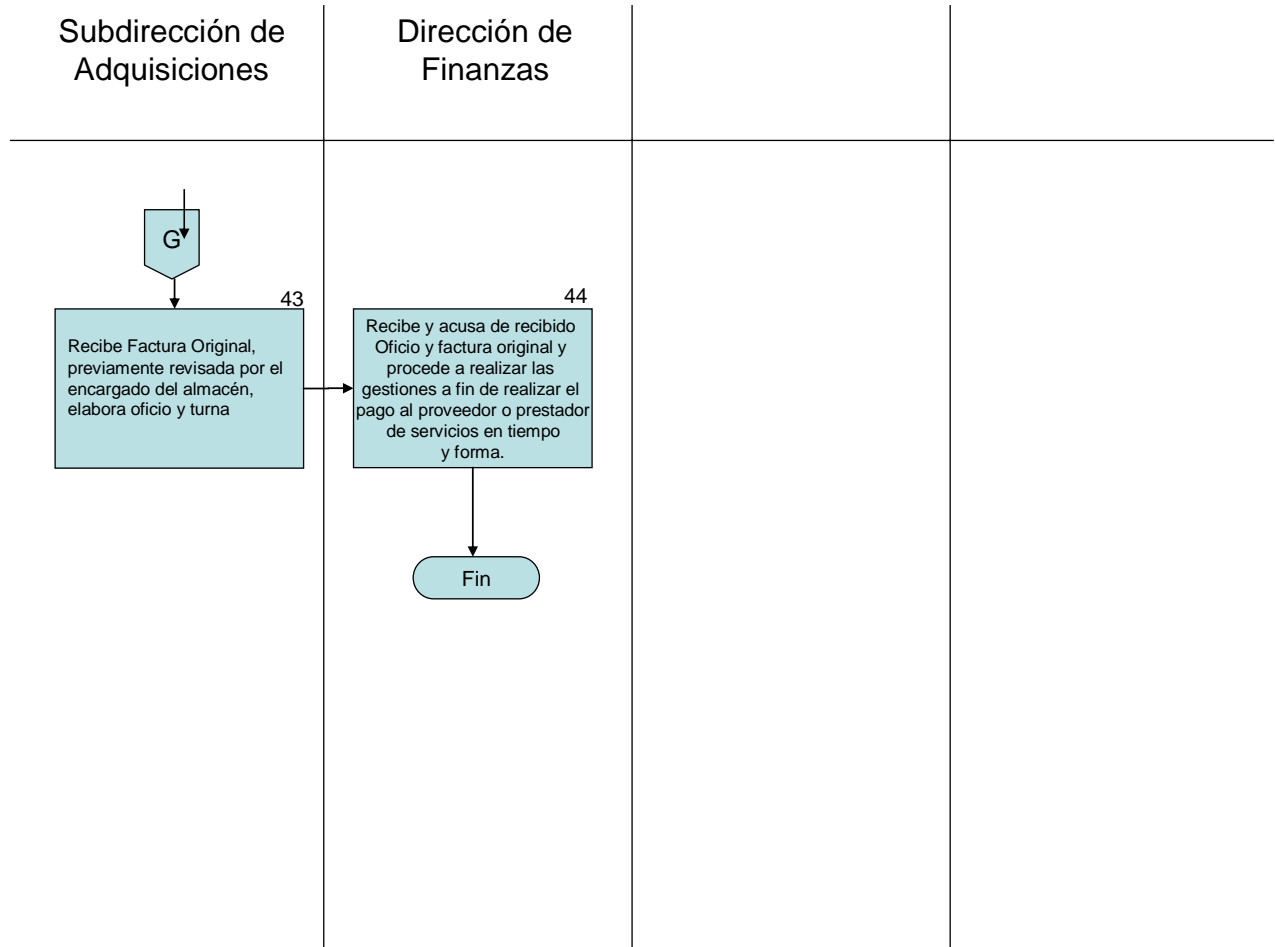 Subdirección de
Adquisiciones
Dirección de
Finanzas
G
43
Recibe Factura Original,
previamente revisada por el
encargado del almacén,
elabora oficio y turna
44
Recibe y acusa de recibido
Oficio y factura original y
procede a realizar las
gestiones a fin de realizar el
pago al proveedor o prestador
de servicios en tiempo
y forma.
Fin